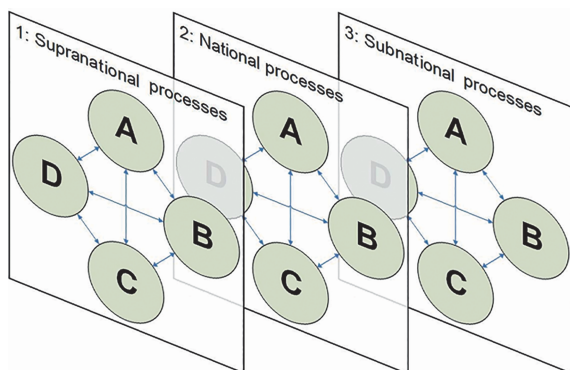 1: Supranational processes
A
D
B
C
2: National processes
A
D
B
C
3: Subnational processes
A
D
B
C